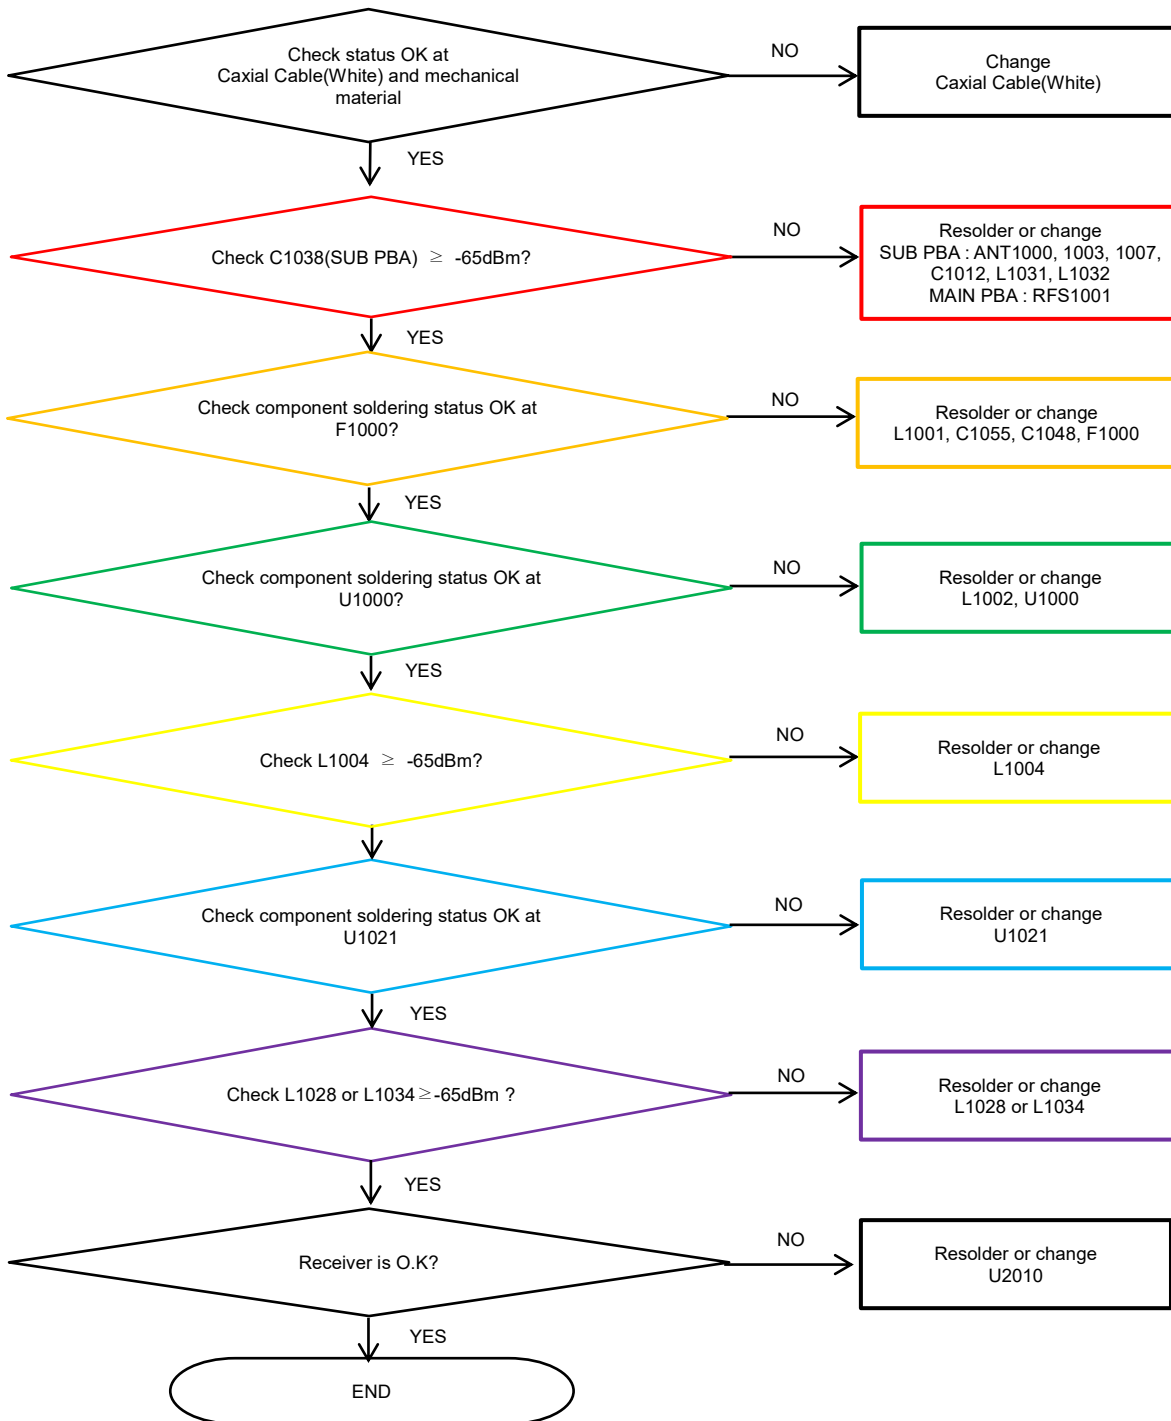 Check status OK at
Caxial Cable(White) and mechanical
material
NO
Change
Caxial Cable(White)
YES
Check C1038(SUB PBA) ≥ -65dBm?
NO
Resolder or change
SUB PBA : ANT1000, 1003, 1007,
C1012, L1031, L1032
MAIN PBA : RFS1001
YES
Check component soldering status OK at
F1000?
NO
Resolder or change
L1001, C1055, C1048, F1000
YES
Check component soldering status OK at
U1000?
NO
Resolder or change
L1002, U1000
YES
Check L1004 ≥ -65dBm?
NO
Resolder or change
L1004
Check component soldering status OK at
U1021
NO
Resolder or change
U1021
YES
Check L1028 or L1034≥-65dBm ?
NO
Resolder or change
L1028 or L1034
YES
Receiver is O.K?
NO
Resolder or change
U2010
YES
END